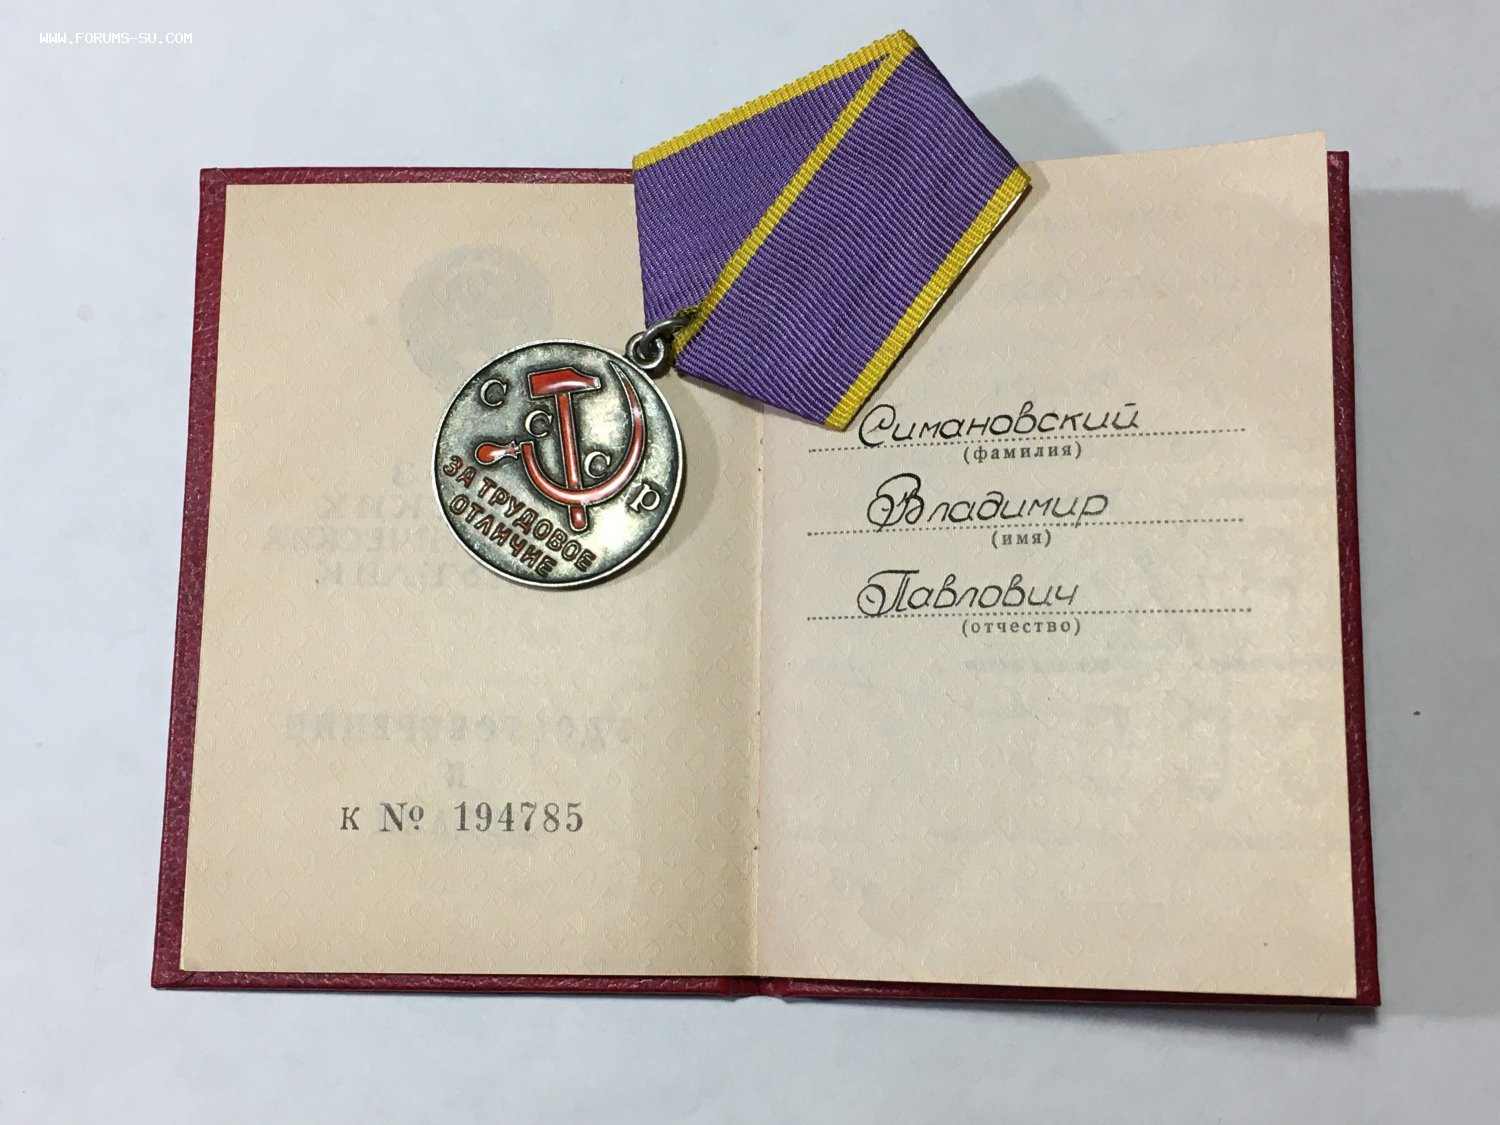 WWW.FORUMS-SU.COM
С
С
С
Р
ЗА ТРУДОВОЕ
ОТЛИЧИЕ
Симановский
(фамилия)
Владимир
(имя)
Павлович
(отчество)
к № 194785